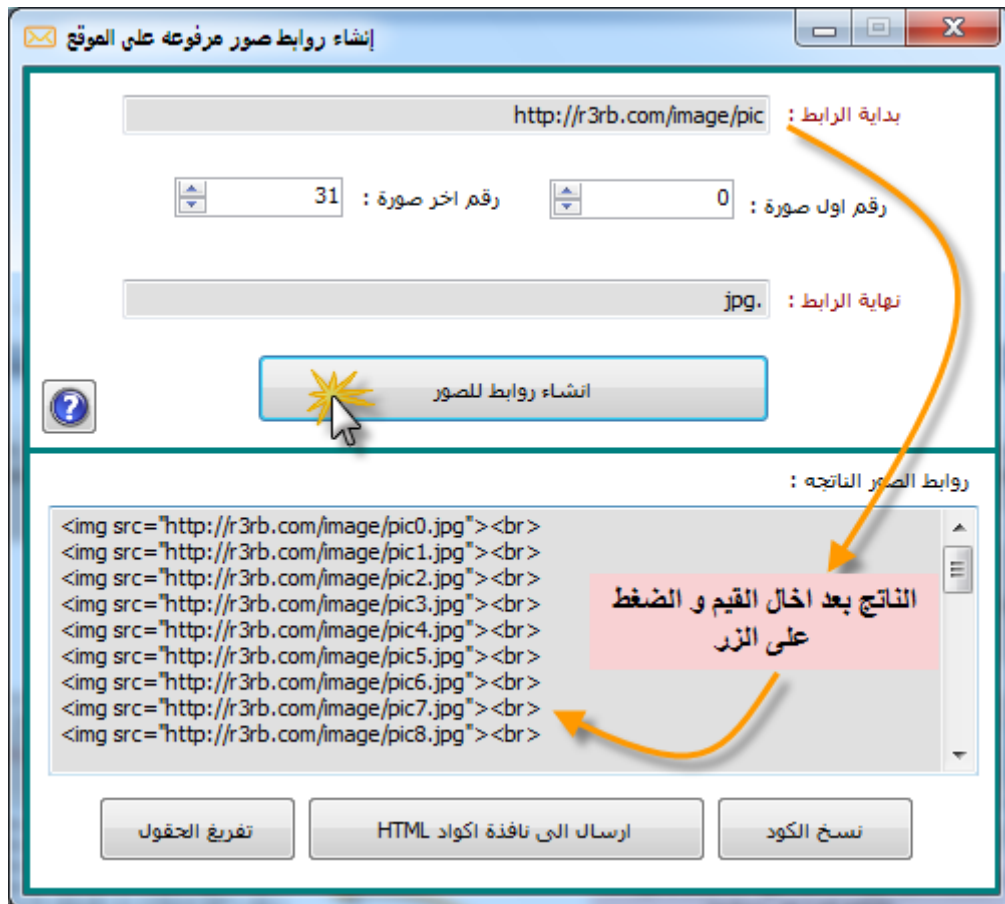 إنشاء روابط صور مرفوعه على الموقع
بداية الرابط : http://r3rb.com/image/pic
رقم اول صورة : 0 رقم اخر صورة : 31
نهاية الرابط : jpg.
انشاء روابط للصور
?
روابط الصور الناتجه :
<img src="http://r3rb.com/image/pic0.jpg"><br>
<img src="http://r3rb.com/image/pic1.jpg"><br>
<img src="http://r3rb.com/image/pic2.jpg"><br>
<img src="http://r3rb.com/image/pic3.jpg"><br>
<img src="http://r3rb.com/image/pic4.jpg"><br>
<img src="http://r3rb.com/image/pic5.jpg"><br>
<img src="http://r3rb.com/image/pic6.jpg"><br>
<img src="http://r3rb.com/image/pic7.jpg"><br>
<img src="http://r3rb.com/image/pic8.jpg"><br>
الناتج بعد اخال القيم و الضغط
على الزر
نسخ الكود ارسال الى نافذة اكواد HTML تفريغ الحقول